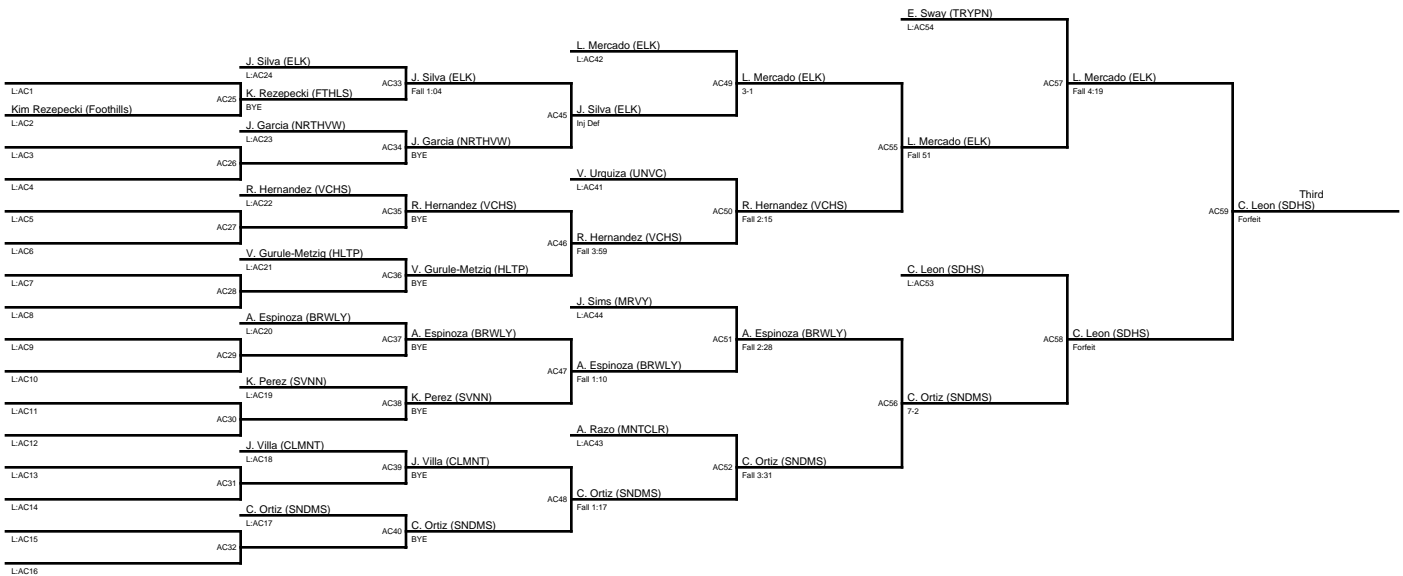 L:AC1
Kim Rezepecki (Foothills)
L:AC2
L:AC3
L:AC4
L:AC5
L:AC6
L:AC7
L:AC8
L:AC9
L:AC10
L:AC11
L:AC12
L:AC13
L:AC14
L:AC15
L:AC16
J. Silva (ELK)
L:AC24
AC25
K. Rezepecki (FTHLS)
BYE
J. Garcia (NRTHVW)
L:AC23
AC26
R. Hernandez (VCHS)
L:AC22
AC27
V. Gurule-Metzig (HLTP)
L:AC21
AC28
A. Espinoza (BRWLY)
L:AC20
AC29
K. Perez (SVNN)
L:AC19
AC30
J. Villa (CLMNT)
L:AC18
AC31
C. Ortiz (SNDMS)
L:AC17
AC32
AC33
J. Silva (ELK)
Fall 1:04
AC34
J. Garcia (NRTHVW)
BYE
AC35
R. Hernandez (VCHS)
BYE
AC36
V. Gurule-Metzig (HLTP)
BYE
AC37
A. Espinoza (BRWLY)
BYE
AC38
K. Perez (SVNN)
BYE
AC39
J. Villa (CLMNT)
BYE
AC40
C. Ortiz (SNDMS)
BYE
L. Mercado (ELK)
L:AC42
AC45
J. Silva (ELK)
Inj Def
V. Urquiza (UNVC)
L:AC41
AC46
R. Hernandez (VCHS)
Fall 3:59
J. Sims (MRVY)
L:AC44
AC47
A. Espinoza (BRWLY)
Fall 1:10
A. Razo (MNTCLR)
L:AC43
AC48
C. Ortiz (SNDMS)
Fall 1:17
AC49
L. Mercado (ELK)
3-1
AC50
R. Hernandez (VCHS)
Fall 2:15
AC51
A. Espinoza (BRWLY)
Fall 2:28
AC52
C. Ortiz (SNDMS)
Fall 3:31
E. Sway (TRYPN)
L:AC54
AC55
L. Mercado (ELK)
Fall 51
C. Leon (SDHS)
L:AC53
AC56
C. Ortiz (SNDMS)
7-2
AC57
L. Mercado (ELK)
Fall 4:19
AC58
C. Leon (SDHS)
Forfeit
Third
AC59
C. Leon (SDHS)
Forfeit